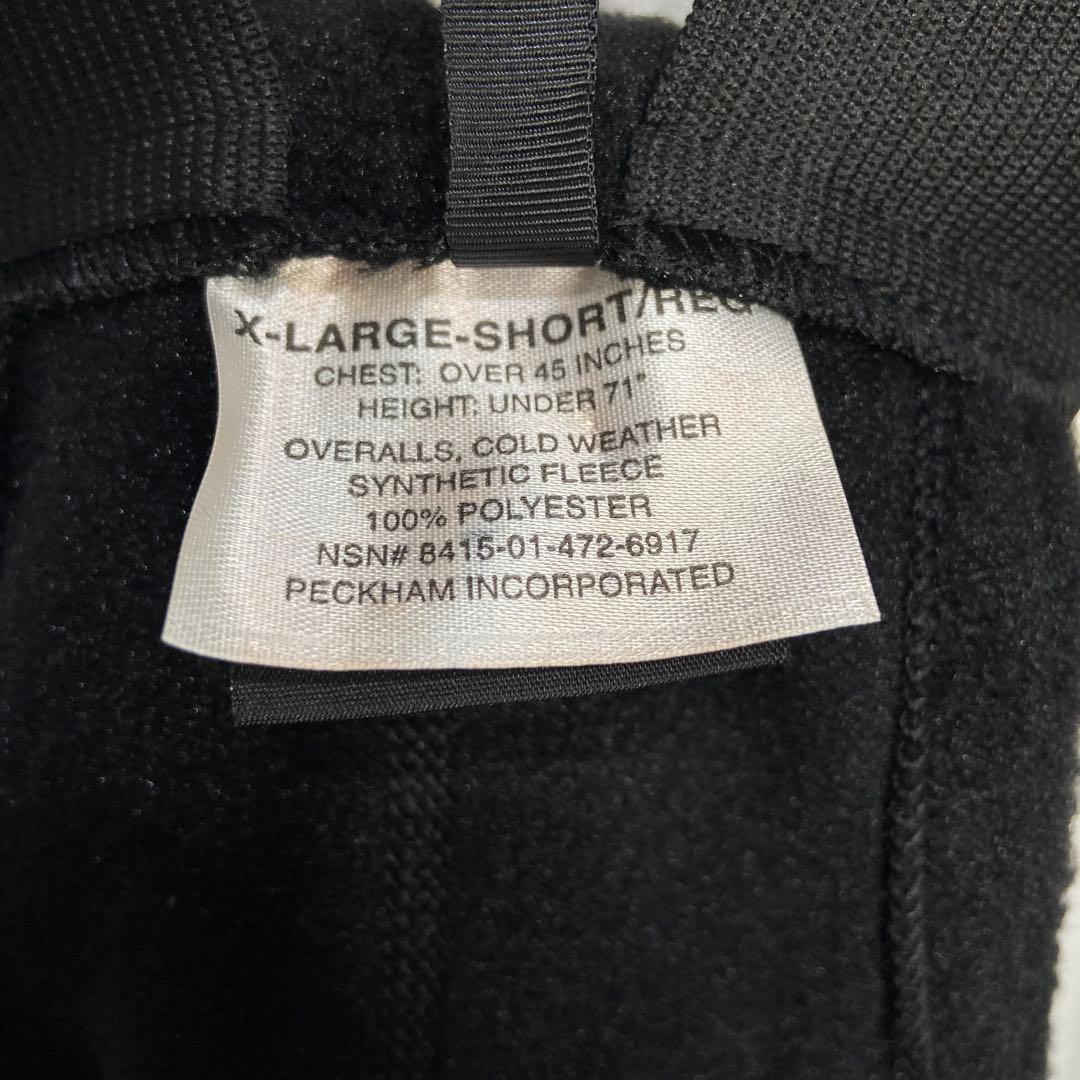 X-LARGE-SHORT/REG
CHEST: OVER 45 INCHES
HEIGHT: UNDER 71"
OVERALLS, COLD WEATHER
SYNTHETIC FLEECE
100% POLYESTER
NSN# 8415-01-472-6917
PECKHAM INCORPORATED